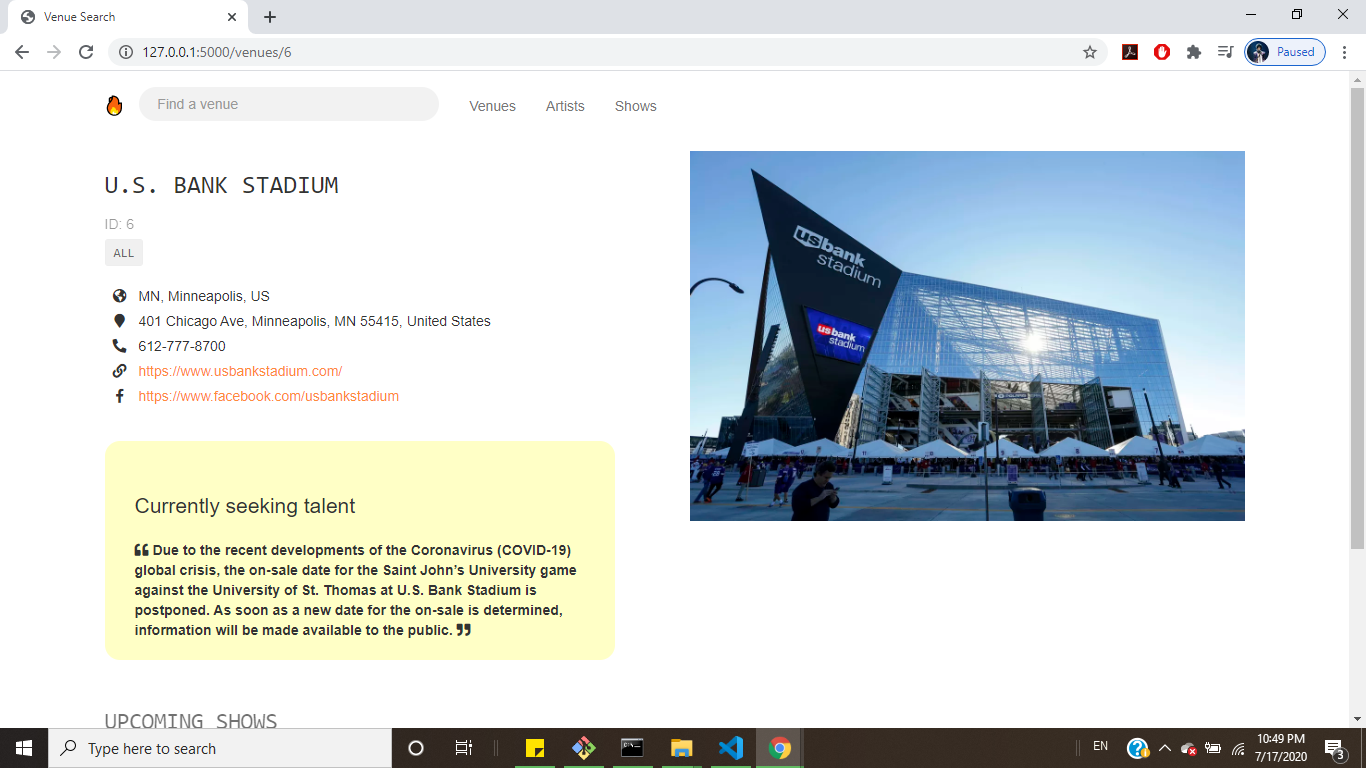 Venue Search
127.0.0.1:5000/venues/6
Paused
Find a venue
Venues
Artists
Shows
U.S. BANK STADIUM
ID: 6
ALL
MN, Minneapolis, US
401 Chicago Ave, Minneapolis, MN 55415, United States
612-777-8700
https://www.usbankstadium.com/
https://www.facebook.com/usbankstadium
usbank
stadium
usbank
stadium
Currently seeking talent
Due to the recent developments of the Coronavirus (COVID-19)
global crisis, the on-sale date for the Saint John’s University game
against the University of St. Thomas at U.S. Bank Stadium is
postponed. As soon as a new date for the on-sale is determined,
information will be made available to the public.
UPCOMING SHOWS
Type here to search
EN
10:49 PM
7/17/2020
3